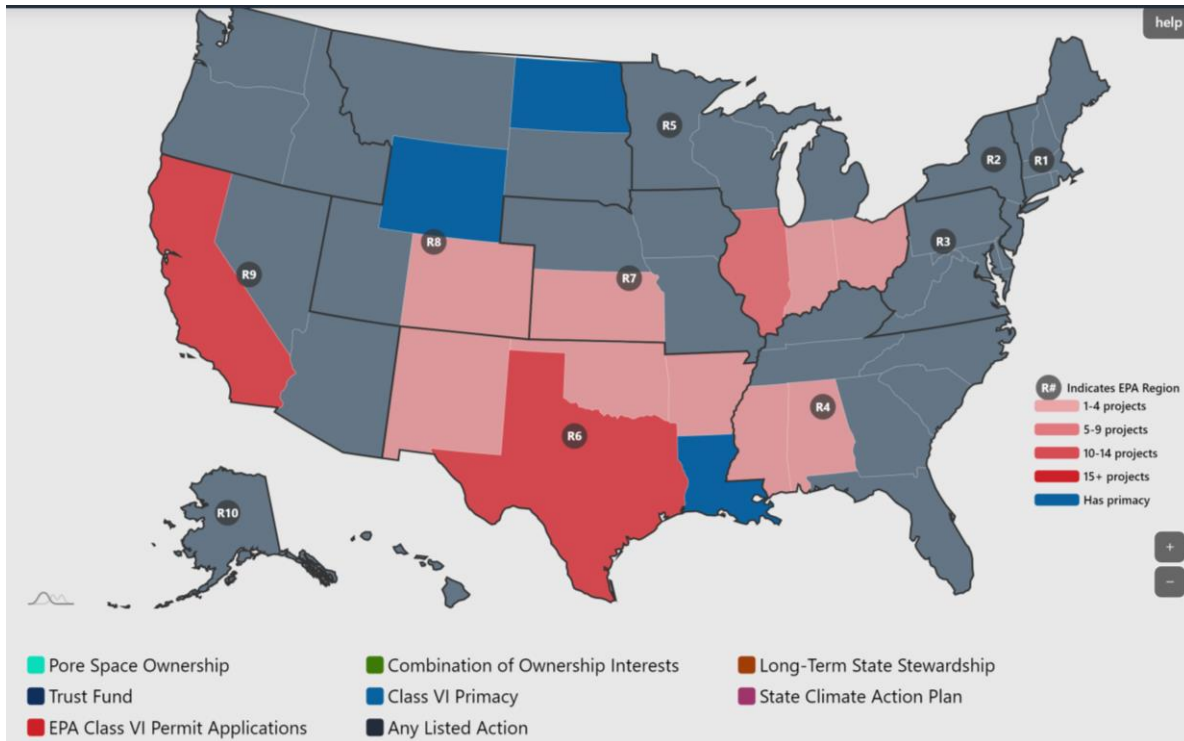 help
R5
R2
R1
R3
R8
R9
R7
R# Indicates EPA Region
1-4 projects
R4
5-9 projects
R6
10-14 projects
15+ projects
Has primacy
R10
+
−
Pore Space Ownership
Combination of Ownership Interests
Long-Term State Stewardship
Trust Fund
Class VI Primacy
State Climate Action Plan
EPA Class VI Permit Applications
Any Listed Action